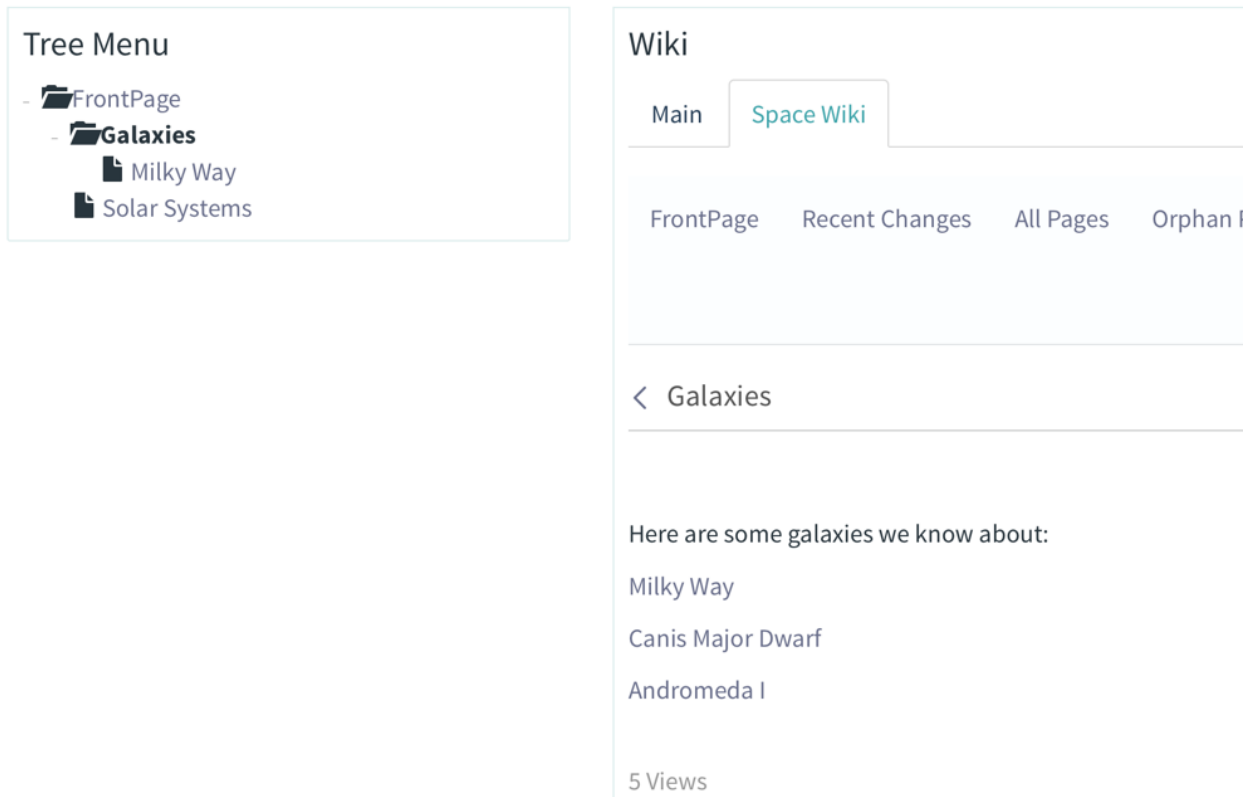 Tree Menu
- FrontPage
- Galaxies
Milky Way
Solar Systems
Wiki
Main Space Wiki
FrontPage Recent Changes All Pages Orphan
Galaxies
Here are some galaxies we know about:
Milky Way
Canis Major Dwarf
Andromeda I
5 Views